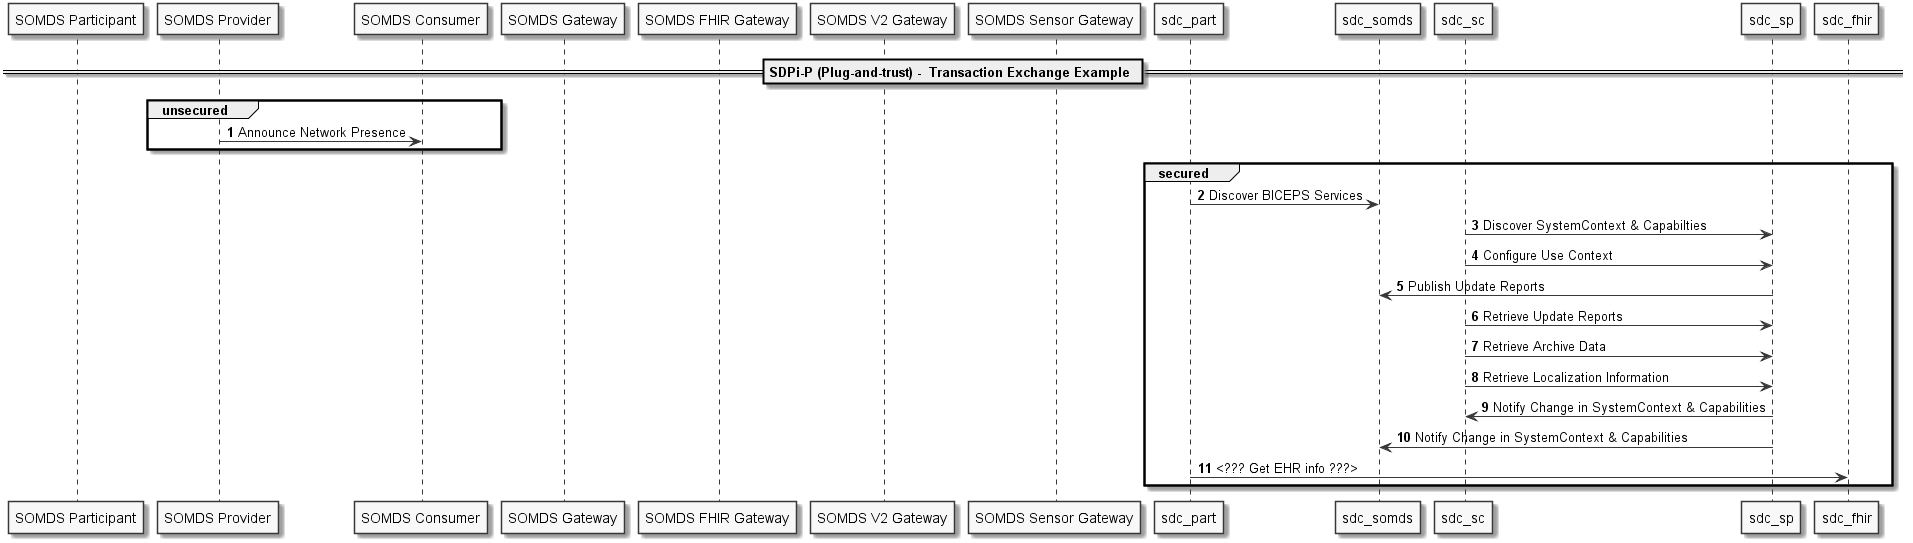 SOMDS Participant SOMDS Provider SOMDS Consumer SOMDS Gateway SOMDS FHIR Gateway SOMDS V2 Gateway SOMDS Sensor Gateway sdc_part sdc_somds sdc_sc sdc_sp sdc_fhir
SDPi-P (Plug-and-trust) - Transaction Exchange Example
unsecured
1 Announce Network Presence
secured
2 Discover BICEPS Services
3 Discover SystemContext & Capabilties
4 Configure Use Context
5 Publish Update Reports
6 Retrieve Update Reports
7 Retrieve Archive Data
8 Retrieve Localization Information
9 Notify Change in SystemContext & Capabilities
10 Notify Change in SystemContext & Capabilities
11 <??? Get EHR info ???>
SOMDS Participant SOMDS Provider SOMDS Consumer SOMDS Gateway SOMDS FHIR Gateway SOMDS V2 Gateway SOMDS Sensor Gateway sdc_part sdc_somds sdc_sc sdc_sp sdc_fhir